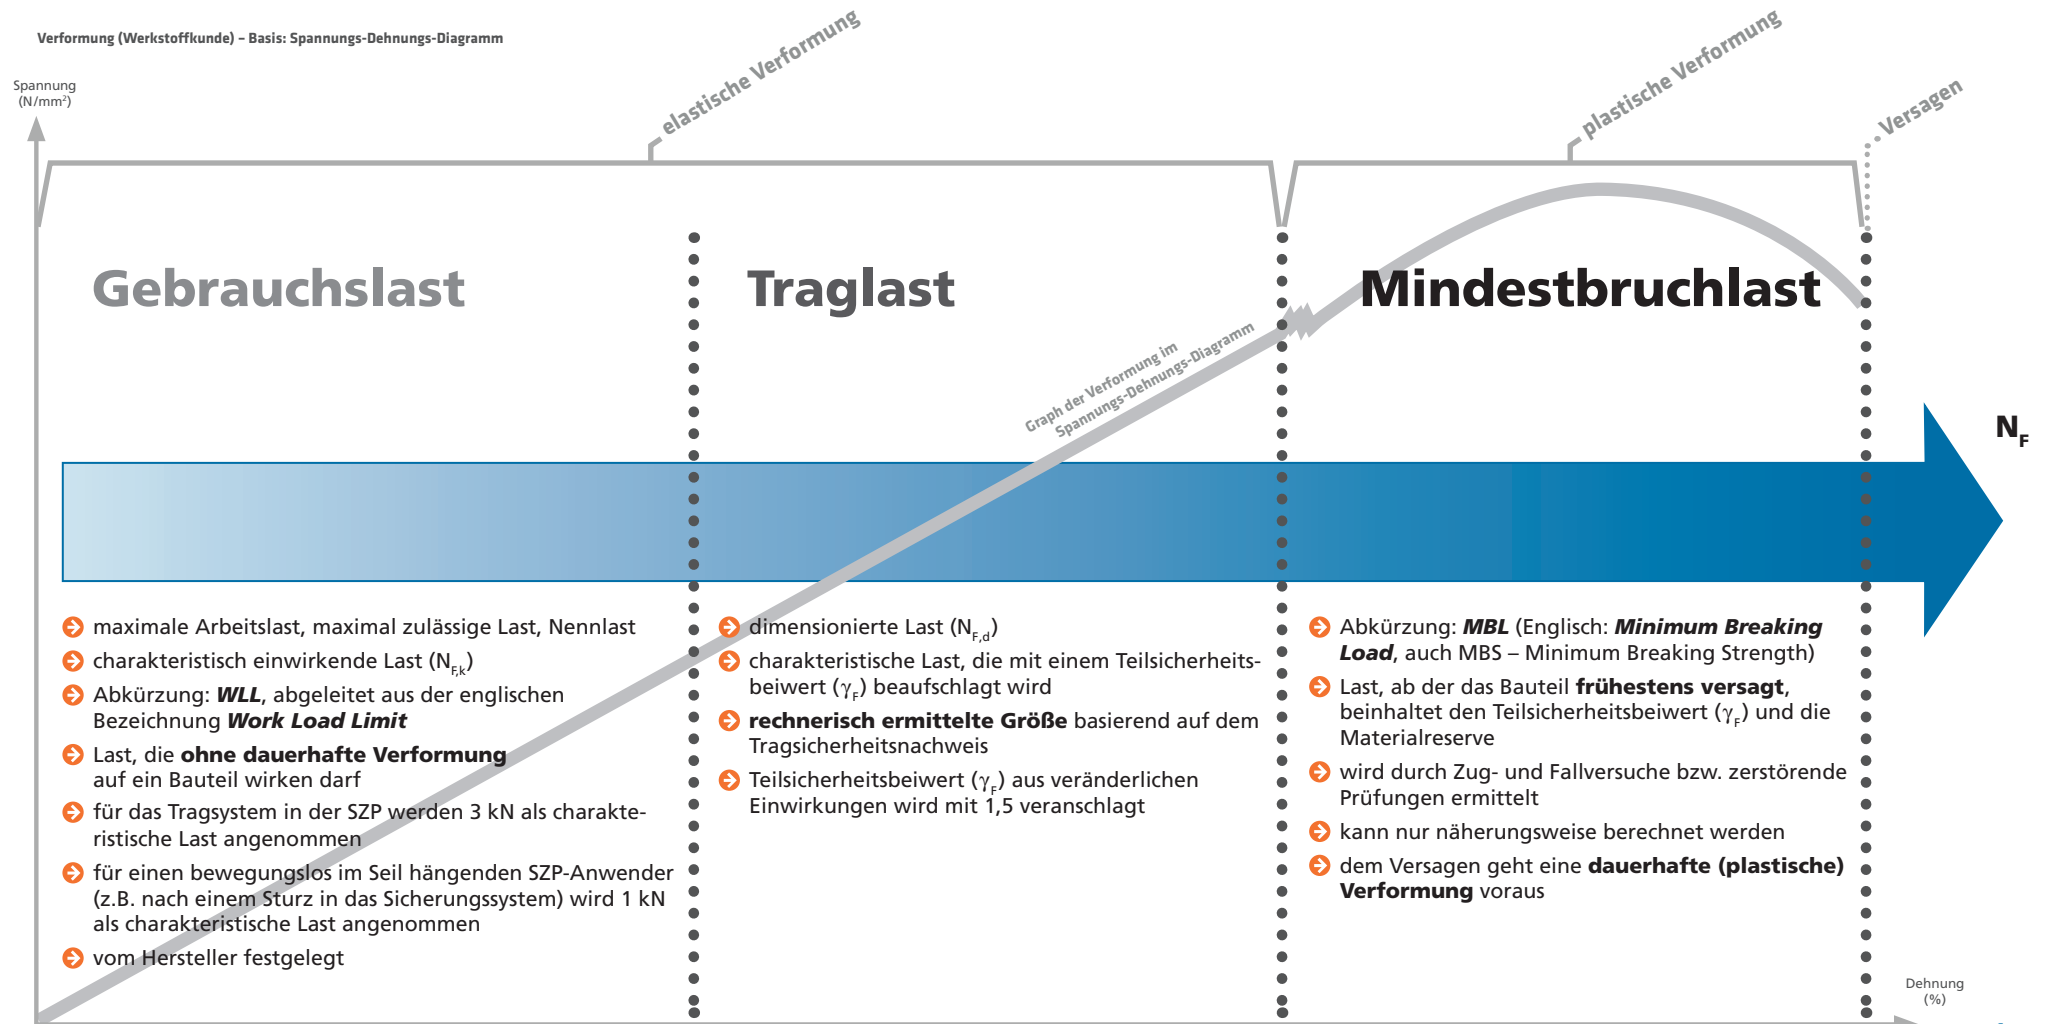 Verformung (Werkstoffkunde) – Basis: Spannungs-Dehnungs-Diagramm
Spannung
(N/mm²)
elastische Verformung
plastische Verformung
Versagen
Gebrauchslast
Traglast
Mindestbruchlast
Graph der Verformung im
Spannungs-Dehnungs-Diagramm
N_F
maximale Arbeitslast, maximal zulässige Last, Nennlast
charakteristisch einwirkende Last (N_F,k)
Abkürzung: WLL, abgeleitet aus der englischen
Bezeichnung Work Load Limit
Last, die ohne dauerhafte Verformung
auf ein Bauteil wirken darf
für das Tragsystem in der SZP werden 3 kN als charakte-
ristische Last angenommen
für einen bewegungslos im Seil hängenden SZP-Anwender
(z.B. nach einem Sturz in das Sicherungssystem) wird 1 kN
als charakteristische Last angenommen
vom Hersteller festgelegt
dimensionierte Last (N_F,d)
charakteristische Last, die mit einem Teilsicherheits-
beiwert (γ_F) beaufschlagt wird
rechnerisch ermittelte Größe basierend auf dem
Tragsicherheitsnachweis
Teilsicherheitsbeiwert (γ_F) aus veränderlichen
Einwirkungen wird mit 1,5 veranschlagt
Abkürzung: MBL (Englisch: Minimum Breaking
Load, auch MBS – Minimum Breaking Strength)
Last, ab der das Bauteil frühestens versagt,
beinhaltet den Teilsicherheitsbeiwert (γ_F) und die
Materialreserve
wird durch Zug- und Fallversuche bzw. zerstörende
Prüfungen ermittelt
kann nur näherungsweise berechnet werden
dem Versagen geht eine dauerhafte (plastische)
Verformung voraus
Dehnung
(%)